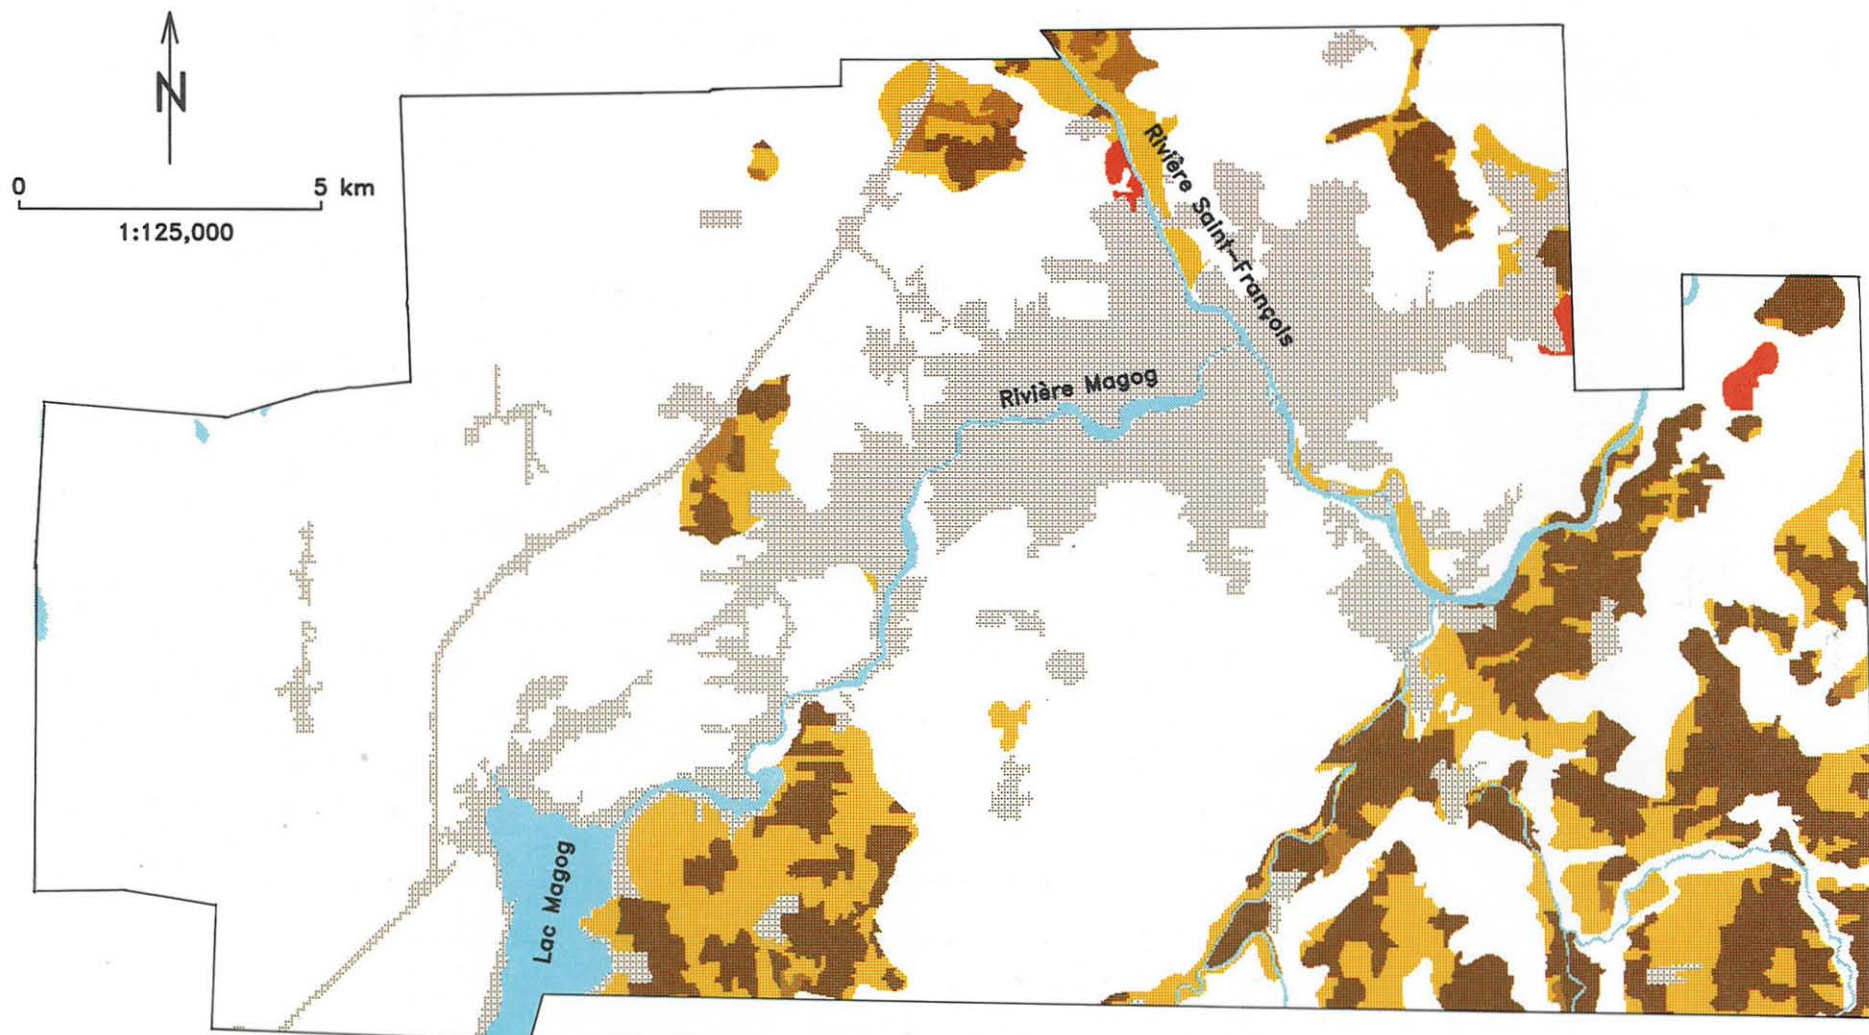 N
0 5 km
1:125,000
Rivière Saint-François
Rivière Magog
Lac Magog